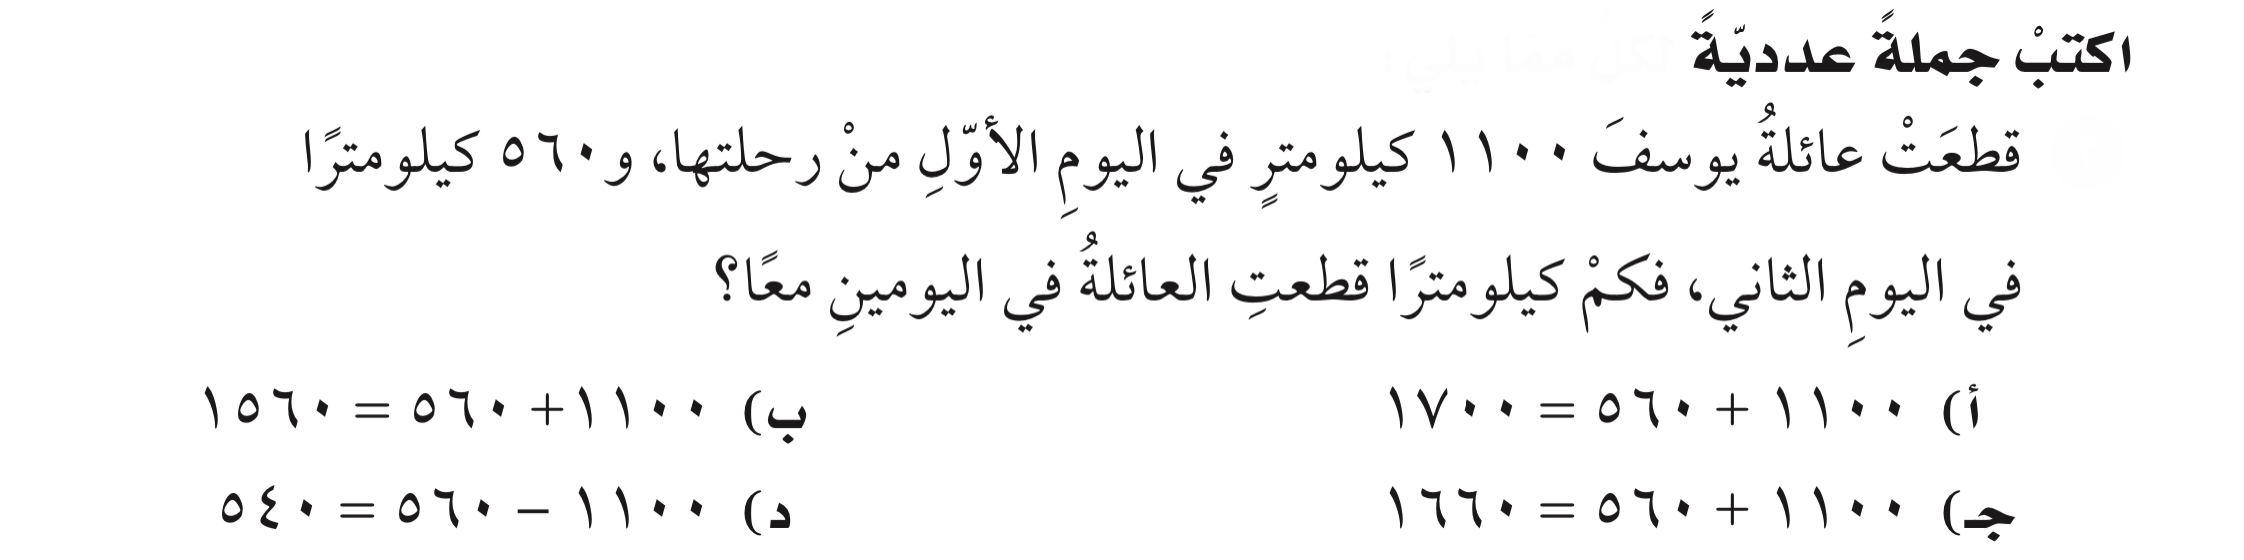 اكتبْ جملةً عدديّةً
قطعَتْ عائلةُ يوسفَ ١١٠٠ كيلومترٍ في اليومِ الأوّلِ منْ رحلتها، و٥٦٠ كيلومترًا
في اليومِ الثاني، فكمْ كيلومترًا قطعتِ العائلةُ في اليومينِ معًا؟
أ) ١١٠٠ + ٥٦٠ = ١٧٠٠ ب) ١١٠٠+ ٥٦٠ = ١٥٦٠
جـ) ١١٠٠ + ٥٦٠ = ١٦٦٠ د) ١١٠٠ – ٥٦٠ = ٥٤٠